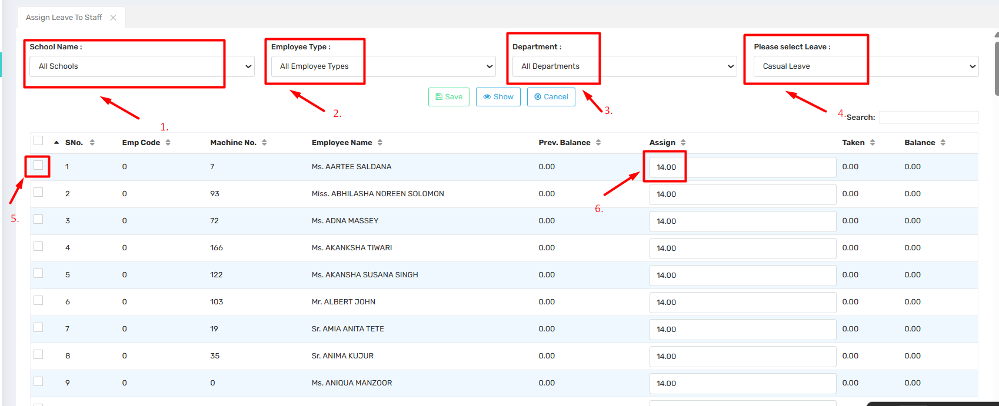 Assign Leave To Staff
School Name : Employee Type : Department : Please select Leave :
All Schools All Employee Types All Departments Casual Leave
Save Show Cancel
1. 2. 3. 4.
Search:
SNo. Emp Code Machine No. Employee Name Prev. Balance Assign Taken Balance
1 0 7 Ms. AARTEE SALDANA 0.00 14.00 0.00 0.00
2 0 93 Miss. ABHILASHA NOREEN SOLOMON 0.00 14.00 0.00 0.00
5. 6.
3 0 72 Ms. ADNA MASSEY 0.00 14.00 0.00 0.00
4 0 166 Ms. AKANKSHA TIWARI 0.00 14.00 0.00 0.00
5 0 122 Ms. AKANSHA SUSANA SINGH 0.00 14.00 0.00 0.00
6 0 103 Mr. ALBERT JOHN 0.00 14.00 0.00 0.00
7 0 19 Sr. AMIA ANITA TETE 0.00 14.00 0.00 0.00
8 0 35 Sr. ANIMA KUJUR 0.00 14.00 0.00 0.00
9 0 0 Ms. ANIQUA MANZOOR 0.00 14.00 0.00 0.00